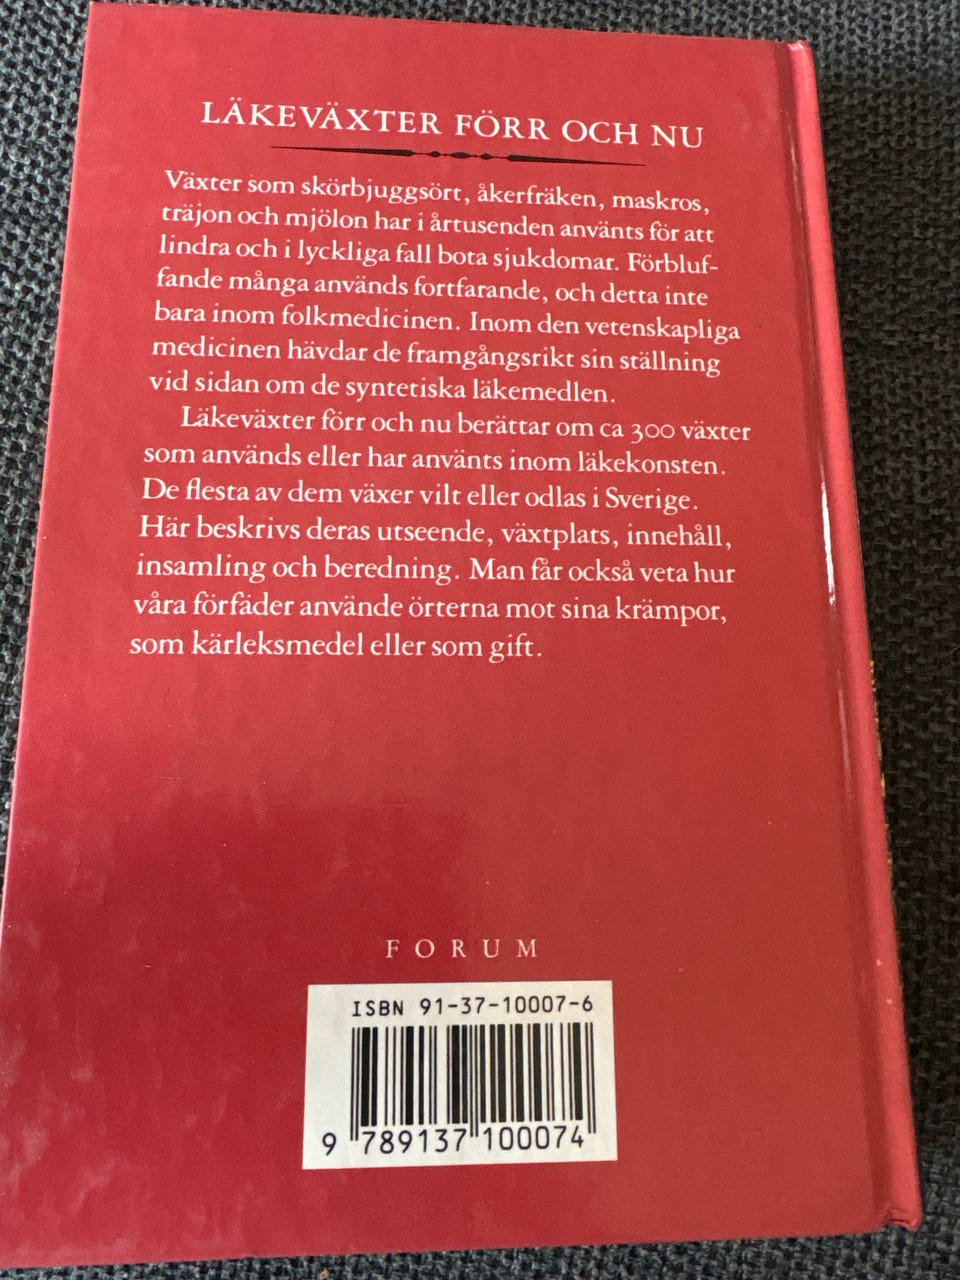 LÄKEVÄXTER FÖRR OCH NU
Växter som skörbjuggsört, åkerfräken, maskros,
träjon och mjölon har i årtusenden använts för att
lindra och i lyckliga fall bota sjukdomar. Förbluf-
fande många används fortfarande, och detta inte
bara inom folkmedicinen. Inom den vetenskapliga
medicinen hävdar de framgångsrikt sin ställning
vid sidan om de syntetiska läkemedlen.
Läkeväxter förr och nu berättar om ca 300 växter
som används eller har använts inom läkekonsten.
De flesta av dem växer vilt eller odlas i Sverige.
Här beskrivs deras utseende, växtplats, innehåll,
insamling och beredning. Man får också veta hur
våra förfäder använde örterna mot sina krämpor,
som kärleksmedel eller som gift.
FORUM
ISBN 91-37-10007-6
9 789137 100074